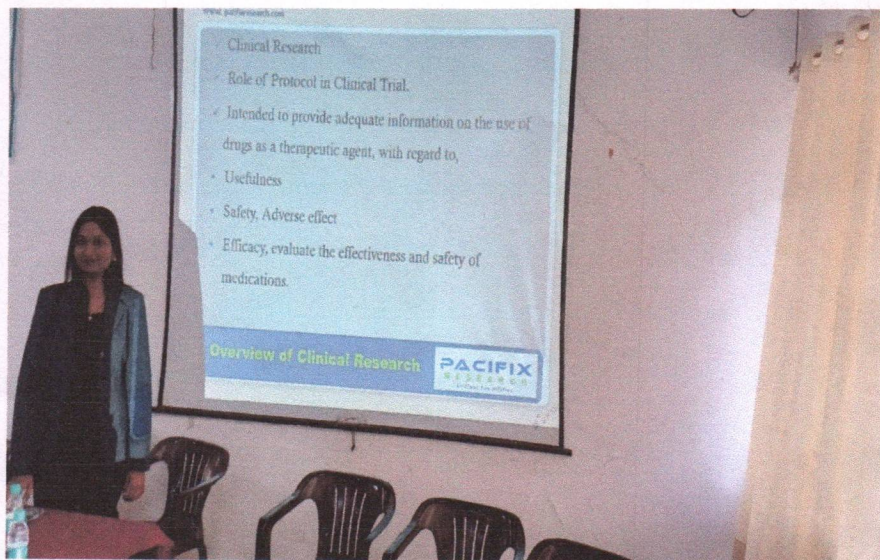 Clinical Research
Role of Protocol in Clinical Trial.
Intended to provide adequate information on the use of
drugs as a therapeutic agent, with regard to,
Usefulness
Safety, Adverse effect
Efficacy, evaluate the effectiveness and safety of
medications.
Overview of Clinical Research
PACIFIX
RESEARCH